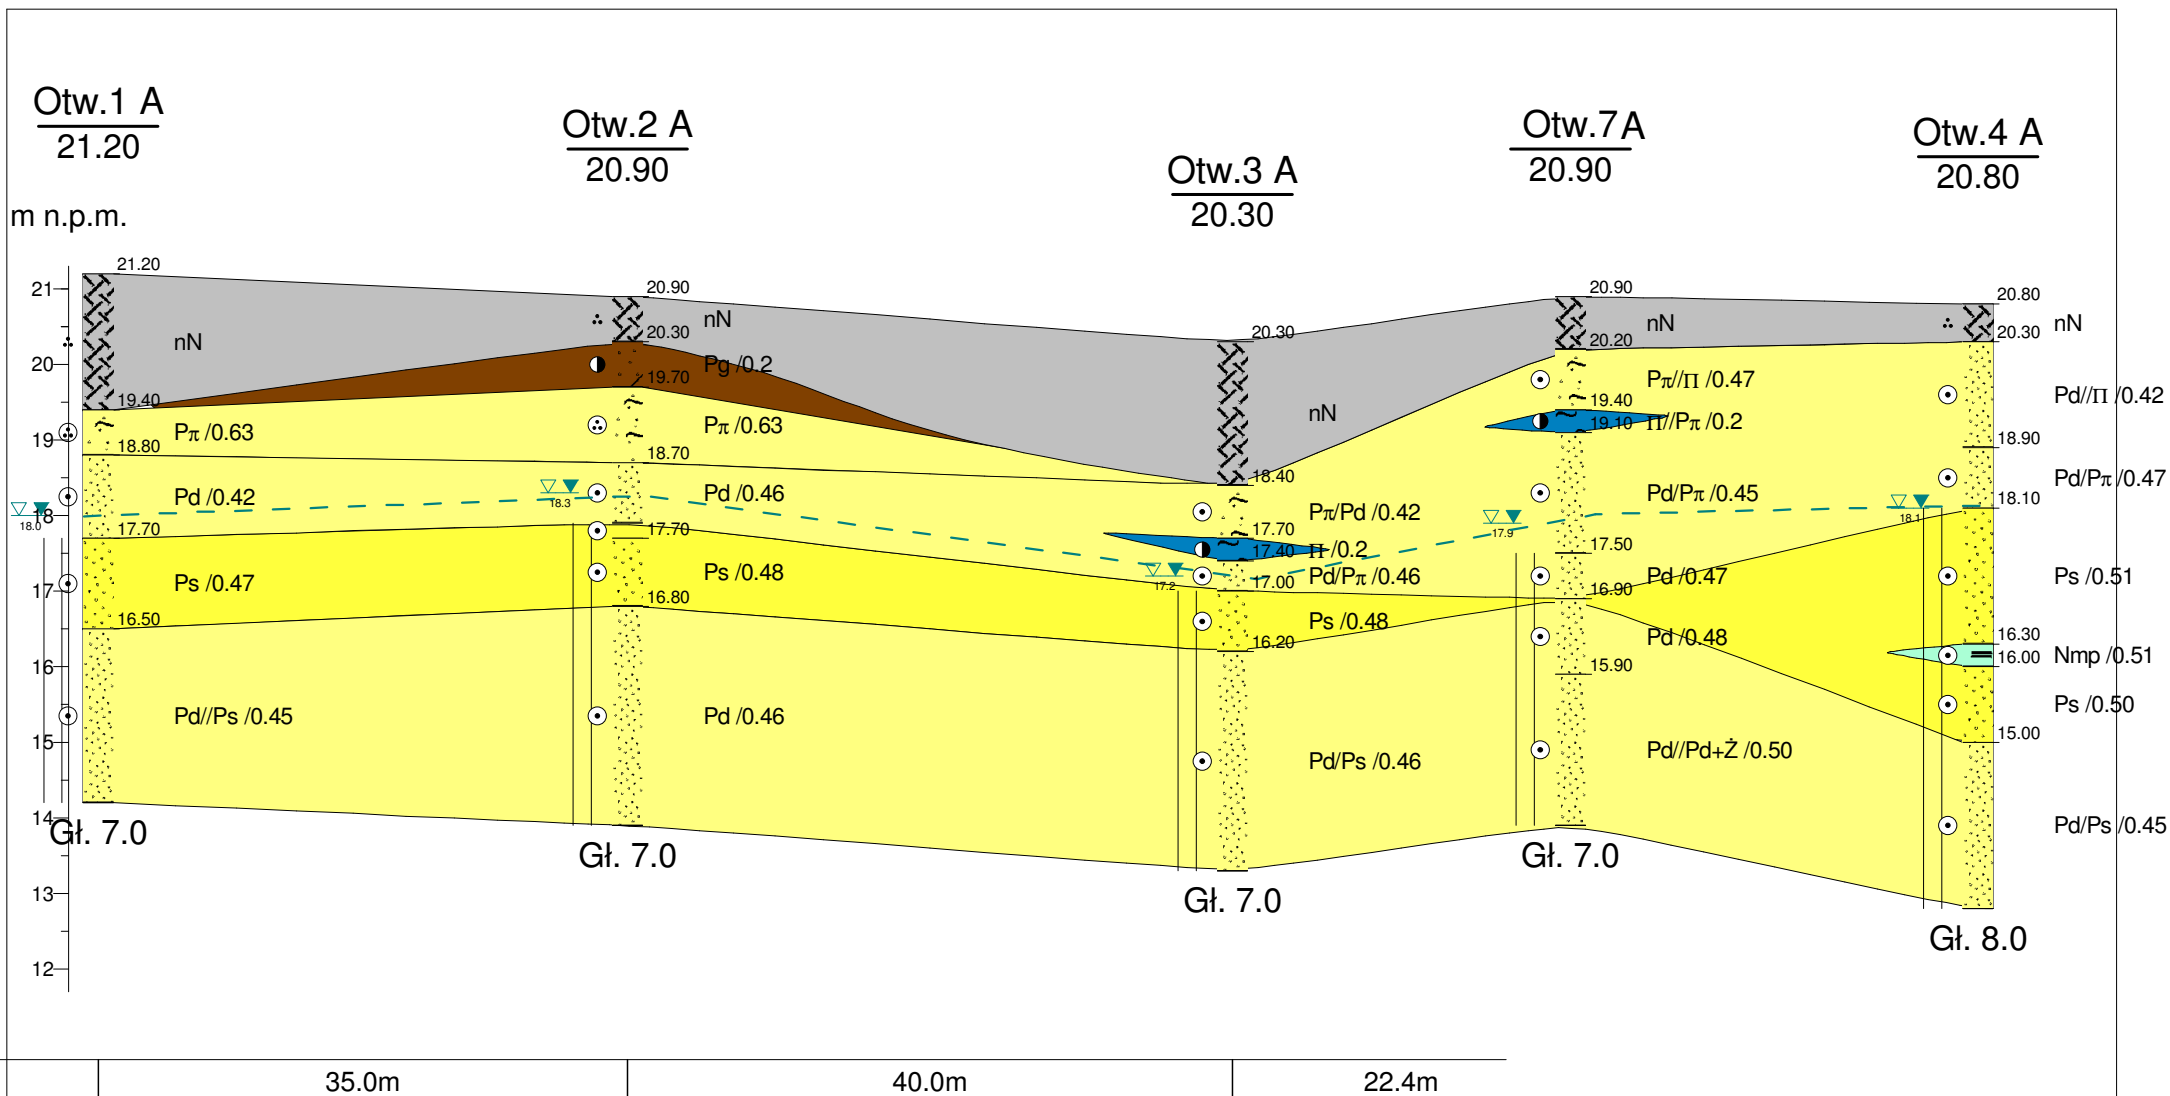 Otw.1 A
21.20
Otw.2 A
20.90
Otw.3 A
20.30
Otw.7A
20.90
Otw.4 A
20.80
m n.p.m.
21
20
19
18
17
16
15
14
13
12
21.20
nN
19.40
Pπ /0.63
18.80
Pd /0.42
18.0
17.70
Ps /0.47
16.50
Pd//Ps /0.45
Gł. 7.0
20.90
nN
20.30
Pg /0.2
19.70
Pπ /0.63
18.70
Pd /0.46
18.3
17.70
Ps /0.48
16.80
Pd /0.46
Gł. 7.0
20.30
nN
18.40
Pπ/Pd /0.42
17.70
17.40
Π /0.2
Pd/Pπ /0.46
17.2
17.00
Ps /0.48
16.20
Pd/Ps /0.46
Gł. 7.0
20.90
nN
20.20
Pπ//Π /0.47
19.40
19.10
Π//Pπ /0.2
Pd/Pπ /0.45
17.9
17.50
Pd /0.47
16.90
Pd /0.48
15.90
Pd//Pd+Ż /0.50
Gł. 7.0
20.80
20.30
nN
Pd//Π /0.42
18.90
Pd/Pπ /0.47
18.10
18.1
Ps /0.51
16.30
16.00
Nmp /0.51
Ps /0.50
15.00
Pd/Ps /0.45
Gł. 8.0
35.0m
40.0m
22.4m